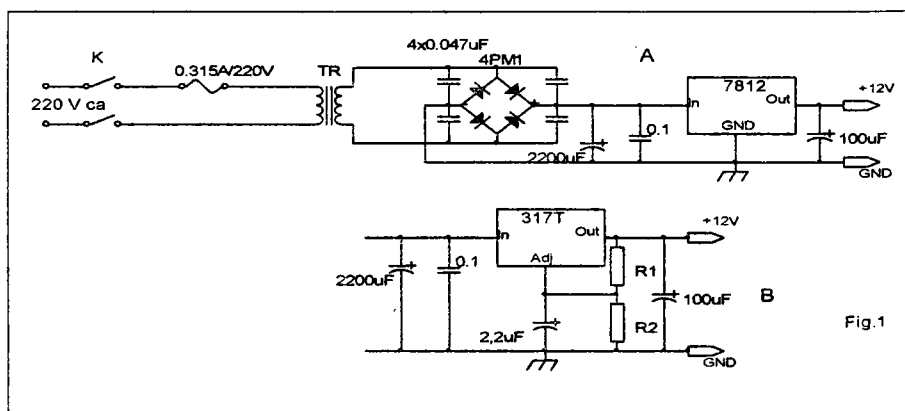 K
0.315A/220V
TR
220 V ca
4x0.047uF
4PM1
A
7812
In
Out
GND
+12V
2200uF
0.1
100uF
GND
317T
In
Out
Adj
+12V
2200uF
0.1
R1
R2
2,2uF
100uF
B
GND
Fig.1